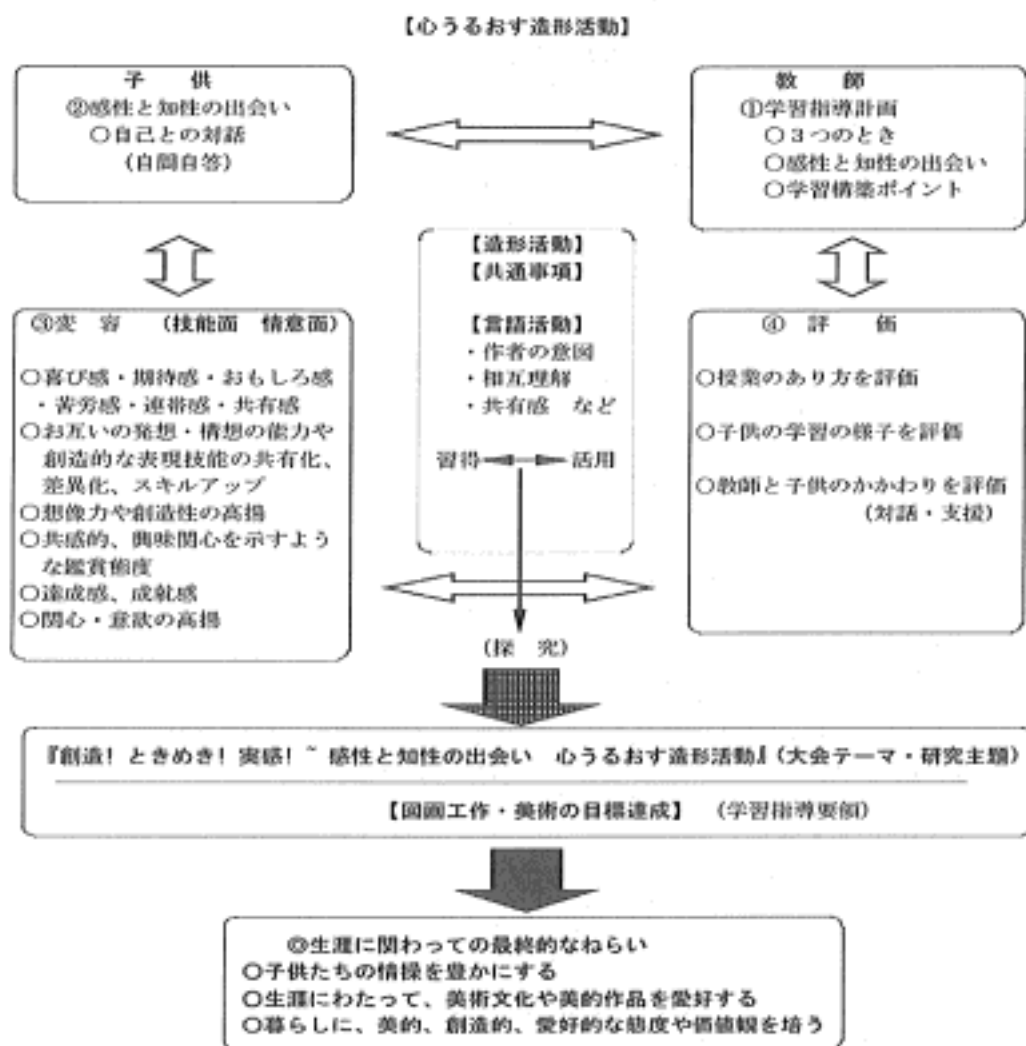 【心うるおす造形活動】
子　供
②感性と知性の出会い
○自己との対話
(自問自答)
教　師
①学習指導計画
○３つのとき
○感性と知性の出会い
○学習構築ポイント
【造形活動】
【共通事項】
【言語活動】
・作者の意図
・相互理解
・共有感　など
習得
活用
(探　究)
③変　容　(技能面　情意面)
○喜び感・期待感・おもしろ感
・苦労感・連帯感・共有感
○お互いの発想・構想の能力や
創造的な表現技能の共有化、
差異化、スキルアップ
○想像力や創造性の高揚
○共感的、興味関心を示すよう
な鑑賞態度
○達成感、成就感
○関心・意欲の高揚
④　評　価
○授業のあり方を評価
○子供の学習の様子を評価
○教師と子供のかかわりを評価
(対話・支援)
『創造！ときめき！実感！~ 感性と知性の出会い　心うるおす造形活動』(大会テーマ・研究主題)
【図画工作・美術の目標達成】　(学習指導要領)
◎生涯に関わっての最終的なねらい
○子供たちの情操を豊かにする
○生涯にわたって、美術文化や美的作品を愛好する
○暮らしに、美的、創造的、愛好的な態度や価値観を培う